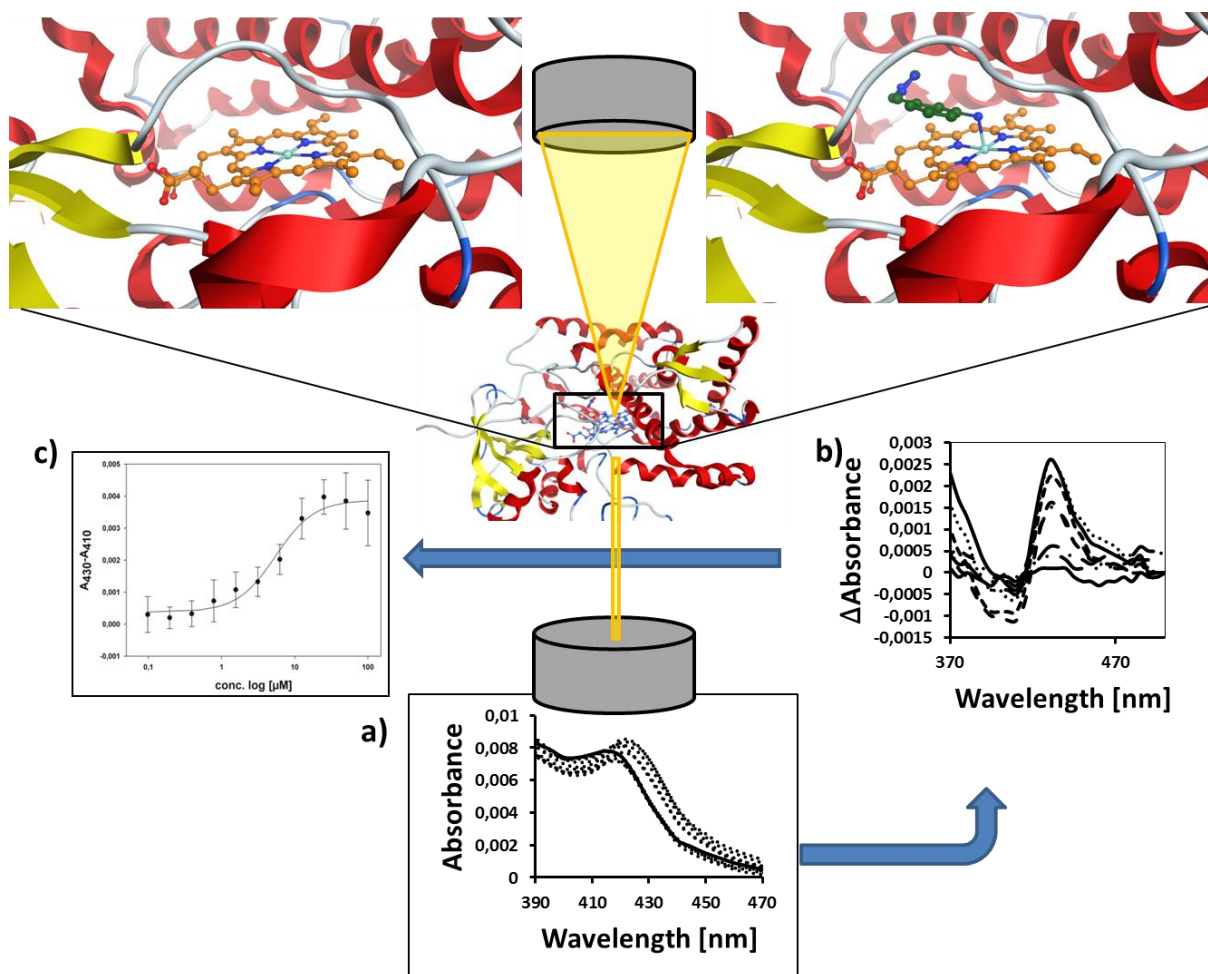 c)
0,005
0,004
0,003
0,002
0,001
0,000
-0,001
A430-A410
0,1 1 10 100
conc. log [µM]
b)
0,003
0,0025
0,002
0,0015
0,001
0,0005
0
-0,0005
-0,001
-0,0015
ΔAbsorbance
370 470
Wavelength [nm]
a)
0,01
0,008
0,006
0,004
0,002
0
Absorbance
390 410 430 450 470
Wavelength [nm]